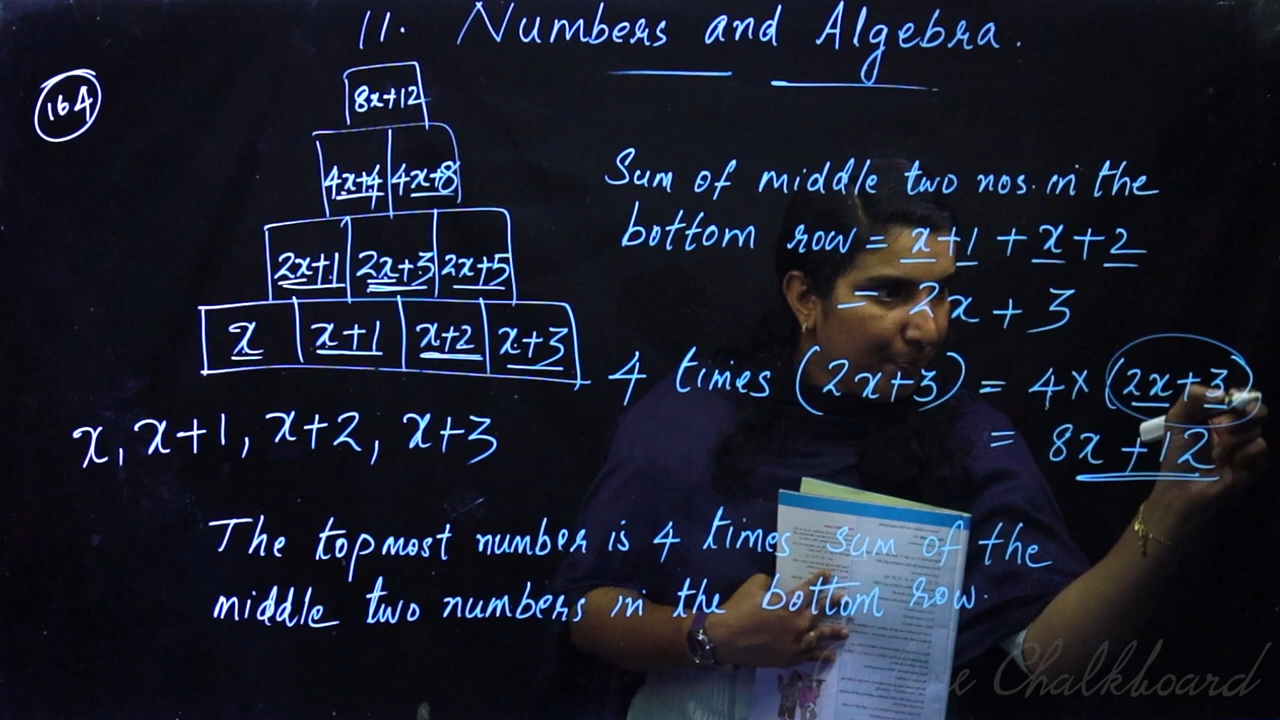 11. Numbers and Algebra.
164
8x+12
4x+4 4x+8
2x+1 2x+3 2x+5
x x+1 x+2 x+3
x, x+1, x+2, x+3
Sum of middle two nos. in the
bottom row = x+1 + x+2
= 2x + 3
4 times (2x+3) = 4 × (2x+3)
= 8x + 12
The topmost number is 4 times sum of the
middle two numbers in the bottom row.
Chalkboard